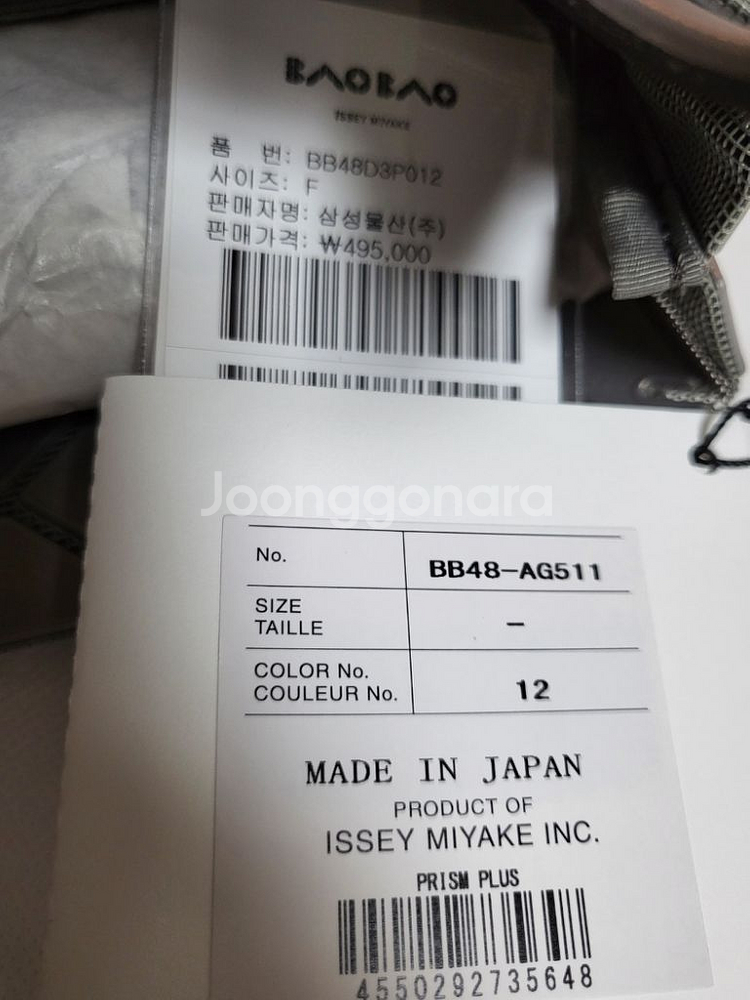 BAOBAO
ISSEY MIYAKE
품 번: BB48D3P012
사이즈: F
판매자명: 삼성물산(주)
판매가격: ₩495,000
Joonggonara
No. BB48-AG511
SIZE
TAILLE -
COLOR No.
COULEUR No. 12
MADE IN JAPAN
PRODUCT OF
ISSEY MIYAKE INC.
PRISM PLUS
4550292735648